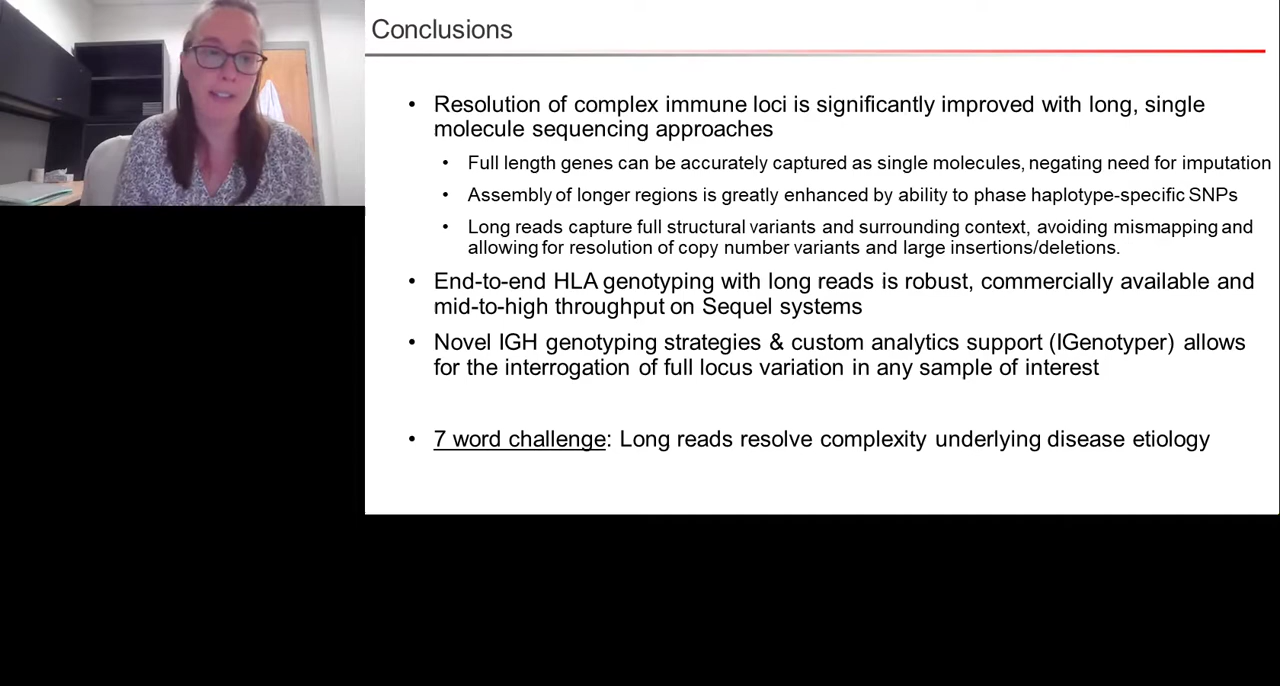 Conclusions
• Resolution of complex immune loci is significantly improved with long, single
molecule sequencing approaches
• Full length genes can be accurately captured as single molecules, negating need for imputation
• Assembly of longer regions is greatly enhanced by ability to phase haplotype-specific SNPs
• Long reads capture full structural variants and surrounding context, avoiding mismapping and
allowing for resolution of copy number variants and large insertions/deletions.
• End-to-end HLA genotyping with long reads is robust, commercially available and
mid-to-high throughput on Sequel systems
• Novel IGH genotyping strategies & custom analytics support (IGenotyper) allows
for the interrogation of full locus variation in any sample of interest
• 7 word challenge: Long reads resolve complexity underlying disease etiology